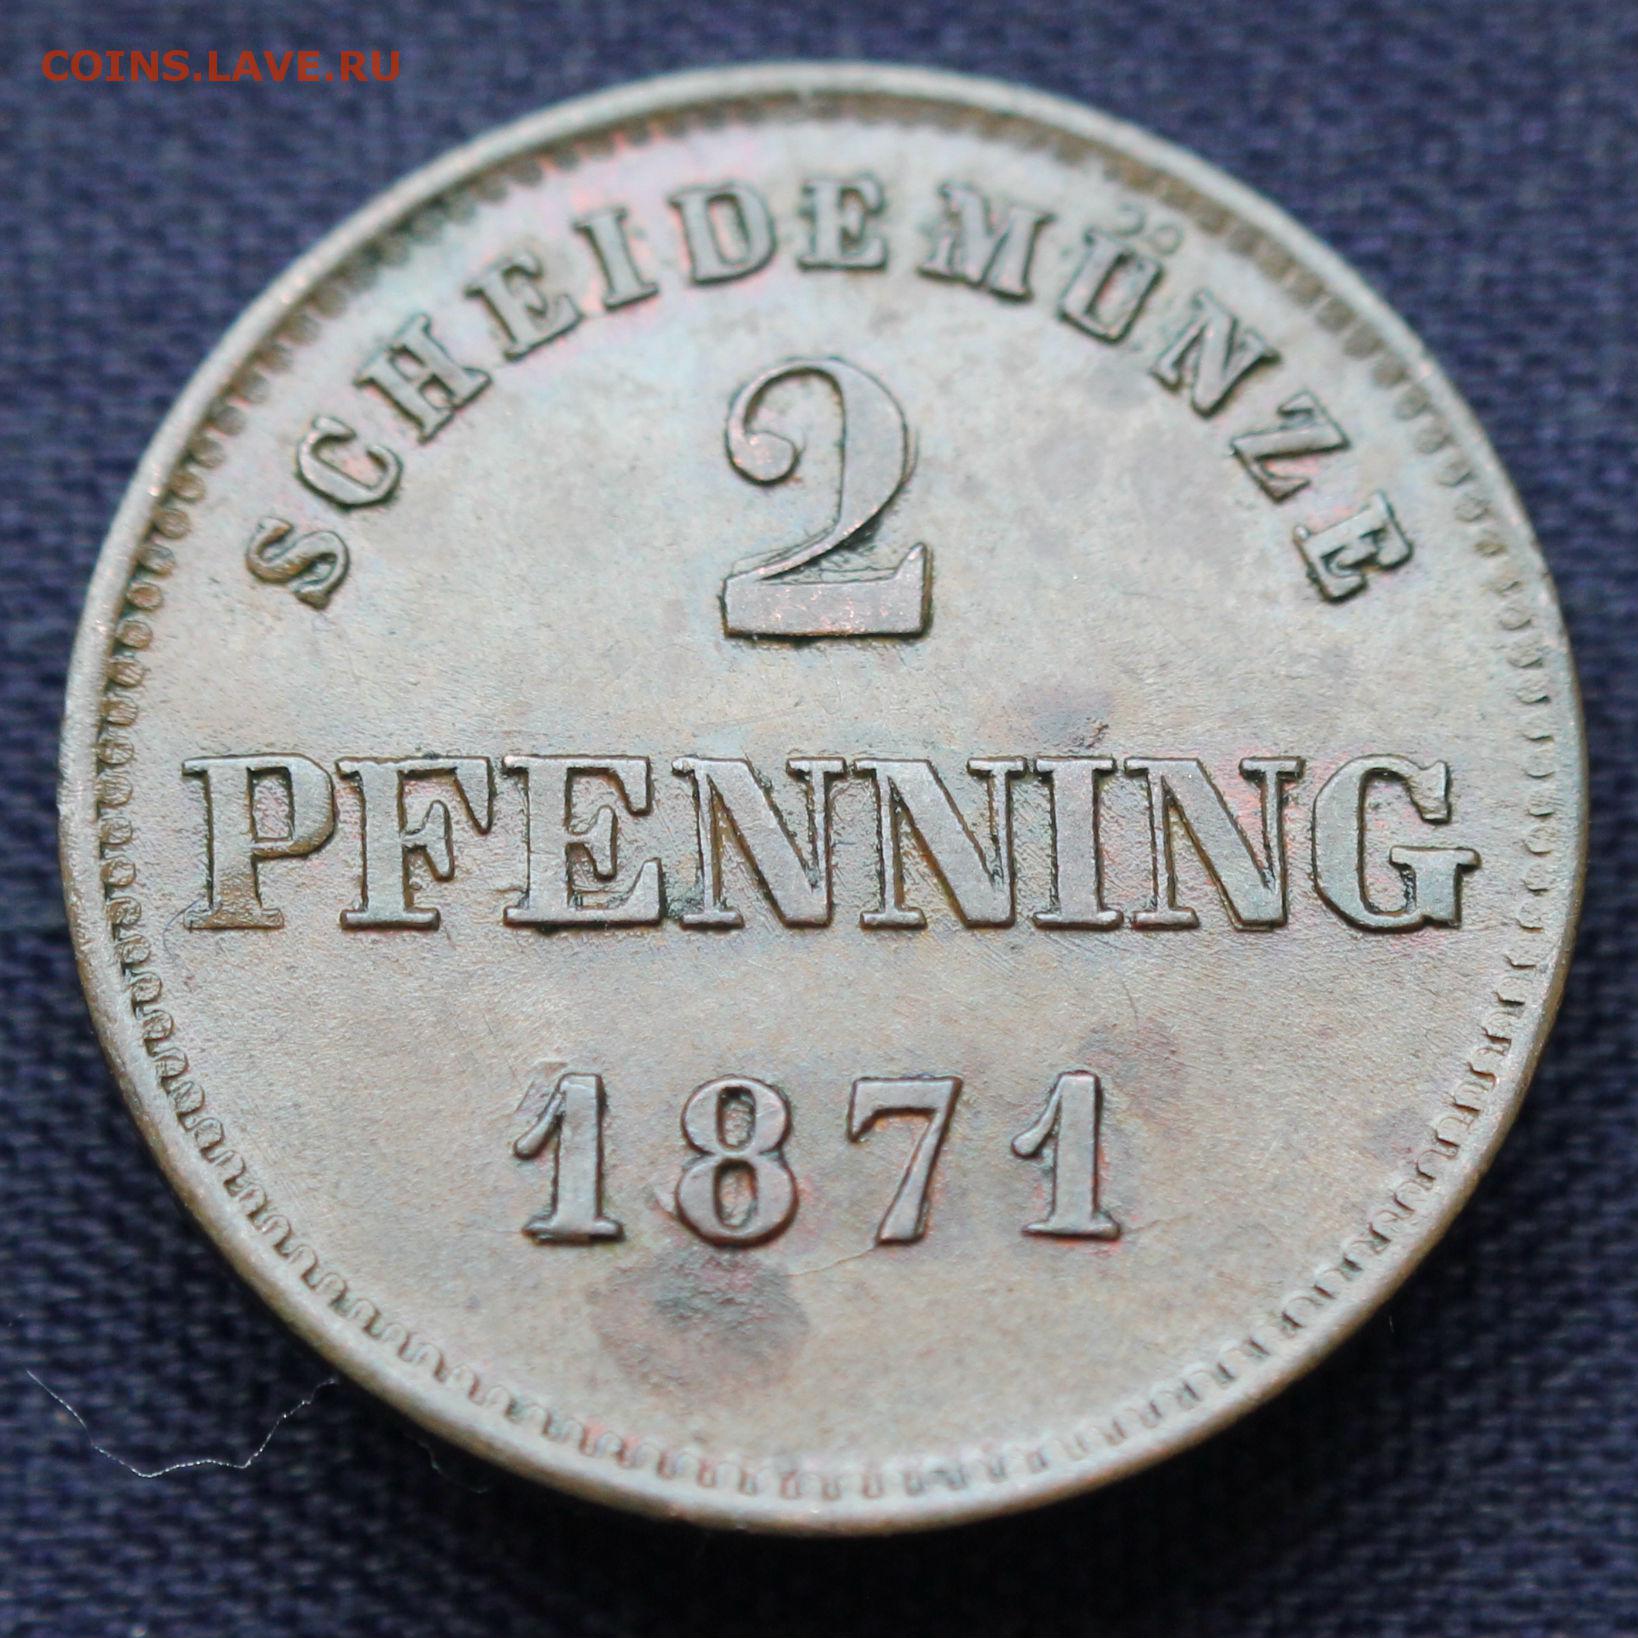 COINS.LAVE.RU
SCHEIDEMÜNZE
2
PFENNING
1871